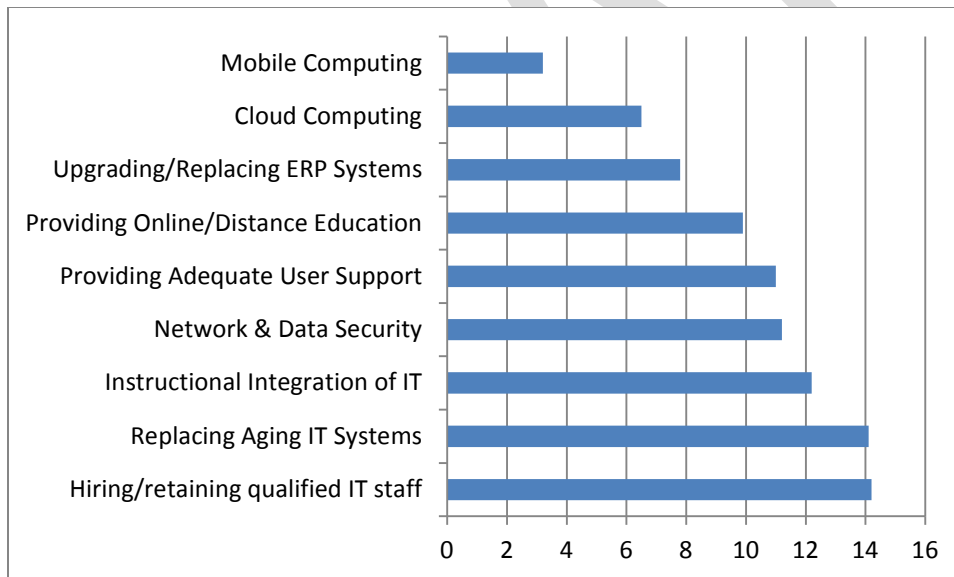 Mobile Computing
Cloud Computing
Upgrading/Replacing ERP Systems
Providing Online/Distance Education
Providing Adequate User Support
Network & Data Security
Instructional Integration of IT
Replacing Aging IT Systems
Hiring/retaining qualified IT staff
0 2 4 6 8 10 12 14 16